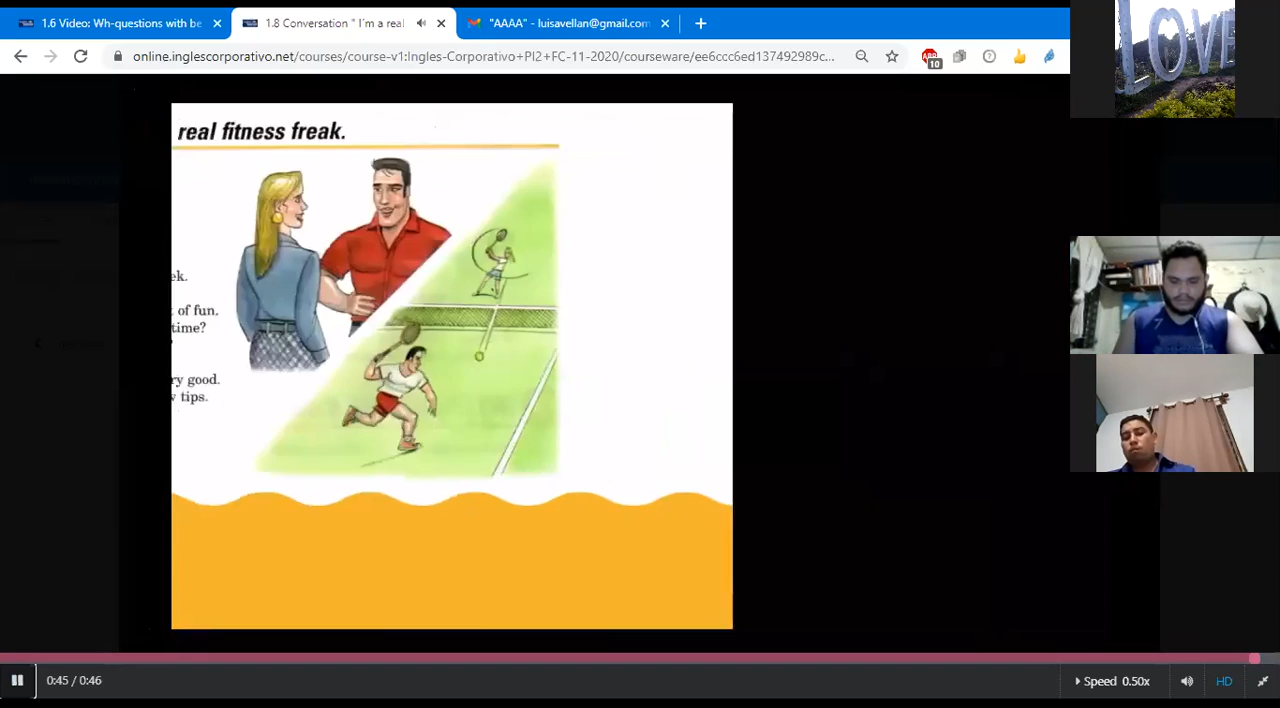 1.6 Video: Wh-questions with be
1.8 Conversation " I´m a real
"AAAA" - luisavellan@gmail.com
online.inglescorporativo.net/courses/course-v1:Ingles-Corporativo+PI2+FC-11-2020/courseware/ee6ccc6ed137492989c...
10
LOVE
real fitness freak.
ek.
of fun.
time?
ry good.
tips.
0:45 / 0:46
Speed 0.50x
HD